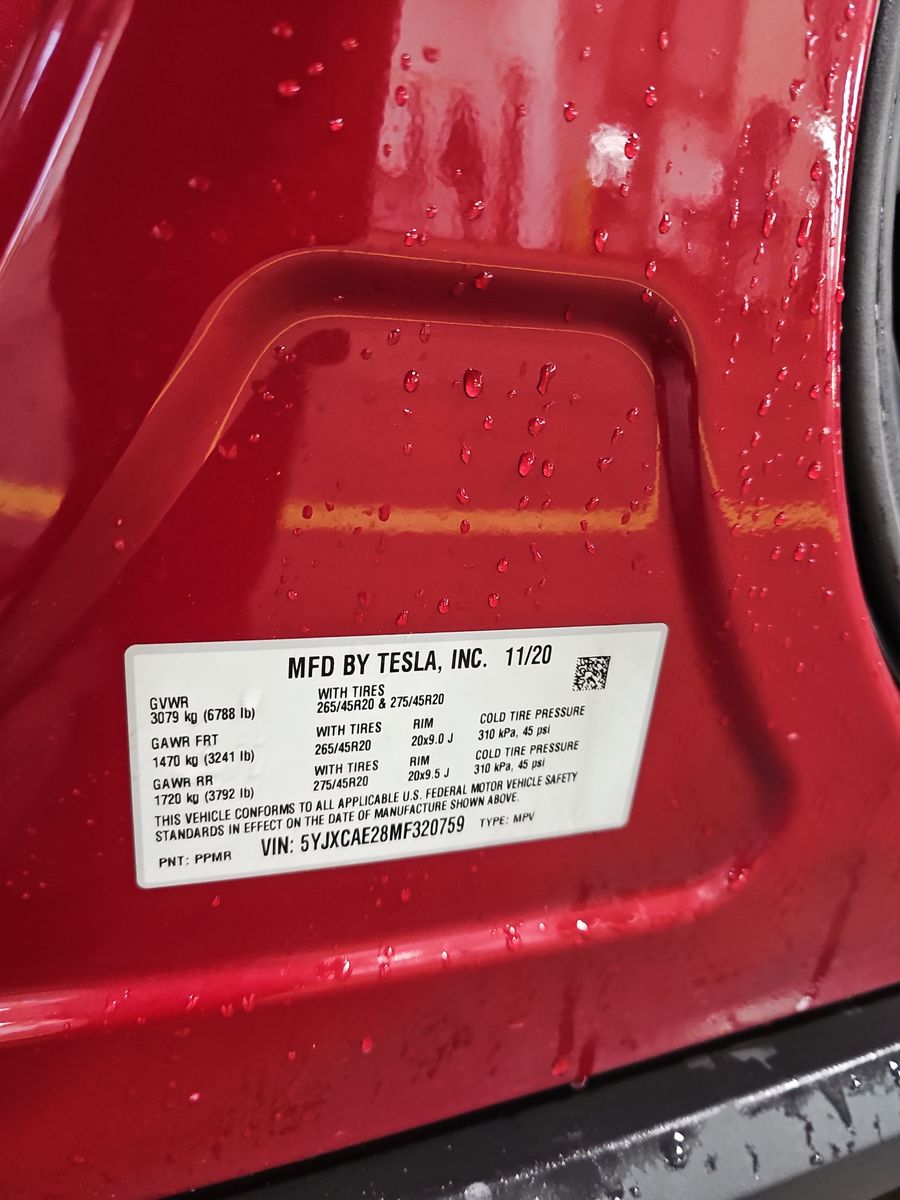 MFD BY TESLA, INC. 11/20
GVWR
3079 kg (6788 lb)
WITH TIRES
265/45R20 & 275/45R20
GAWR FRT
1470 kg (3241 lb)
WITH TIRES
265/45R20
RIM
20x9.0 J
COLD TIRE PRESSURE
310 kPa, 45 psi
GAWR RR
1720 kg (3792 lb)
WITH TIRES
275/45R20
RIM
20x9.5 J
COLD TIRE PRESSURE
310 kPa, 45 psi
THIS VEHICLE CONFORMS TO ALL APPLICABLE U.S. FEDERAL MOTOR VEHICLE SAFETY
STANDARDS IN EFFECT ON THE DATE OF MANUFACTURE SHOWN ABOVE.
PNT: PPMR VIN: 5YJXCAE28MF320759 TYPE: MPV